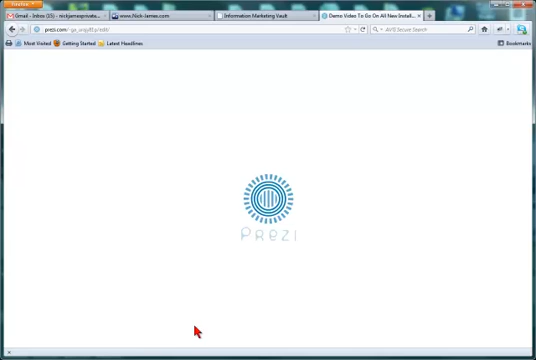 Firefox
Gmail - Inbox (15) - nickjamesprivate...
www.Nick-James.com
Information Marketing Vault
Demo Video To Go On All New Install...
prezi.com
AVG Secure Search
Most Visited
Getting Started
Latest Headlines
Bookmarks
PREZI